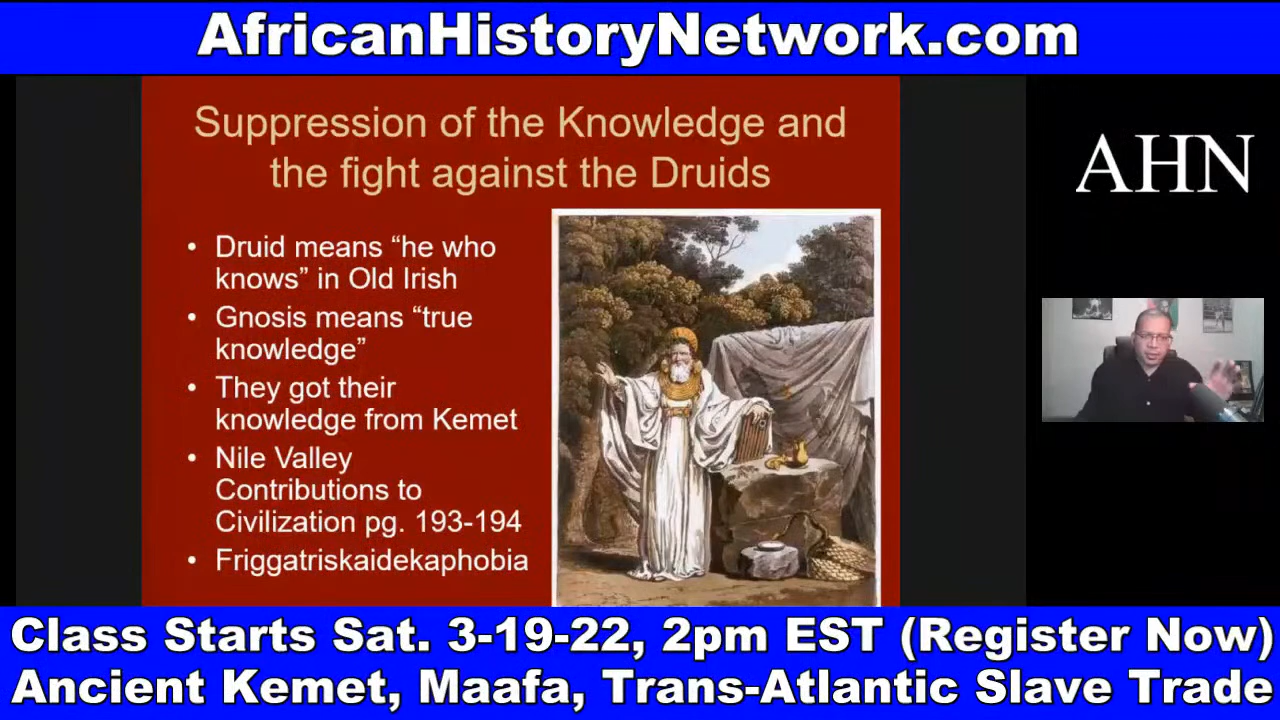 AfricanHistoryNetwork.com
Suppression of the Knowledge and
the fight against the Druids
• Druid means “he who
knows” in Old Irish
• Gnosis means “true
knowledge”
• They got their
knowledge from Kemet
• Nile Valley
Contributions to
Civilization pg. 193-194
• Friggatriskaidekaphobia
AHN
Class Starts Sat. 3-19-22, 2pm EST (Register Now)
Ancient Kemet, Maafa, Trans-Atlantic Slave Trade